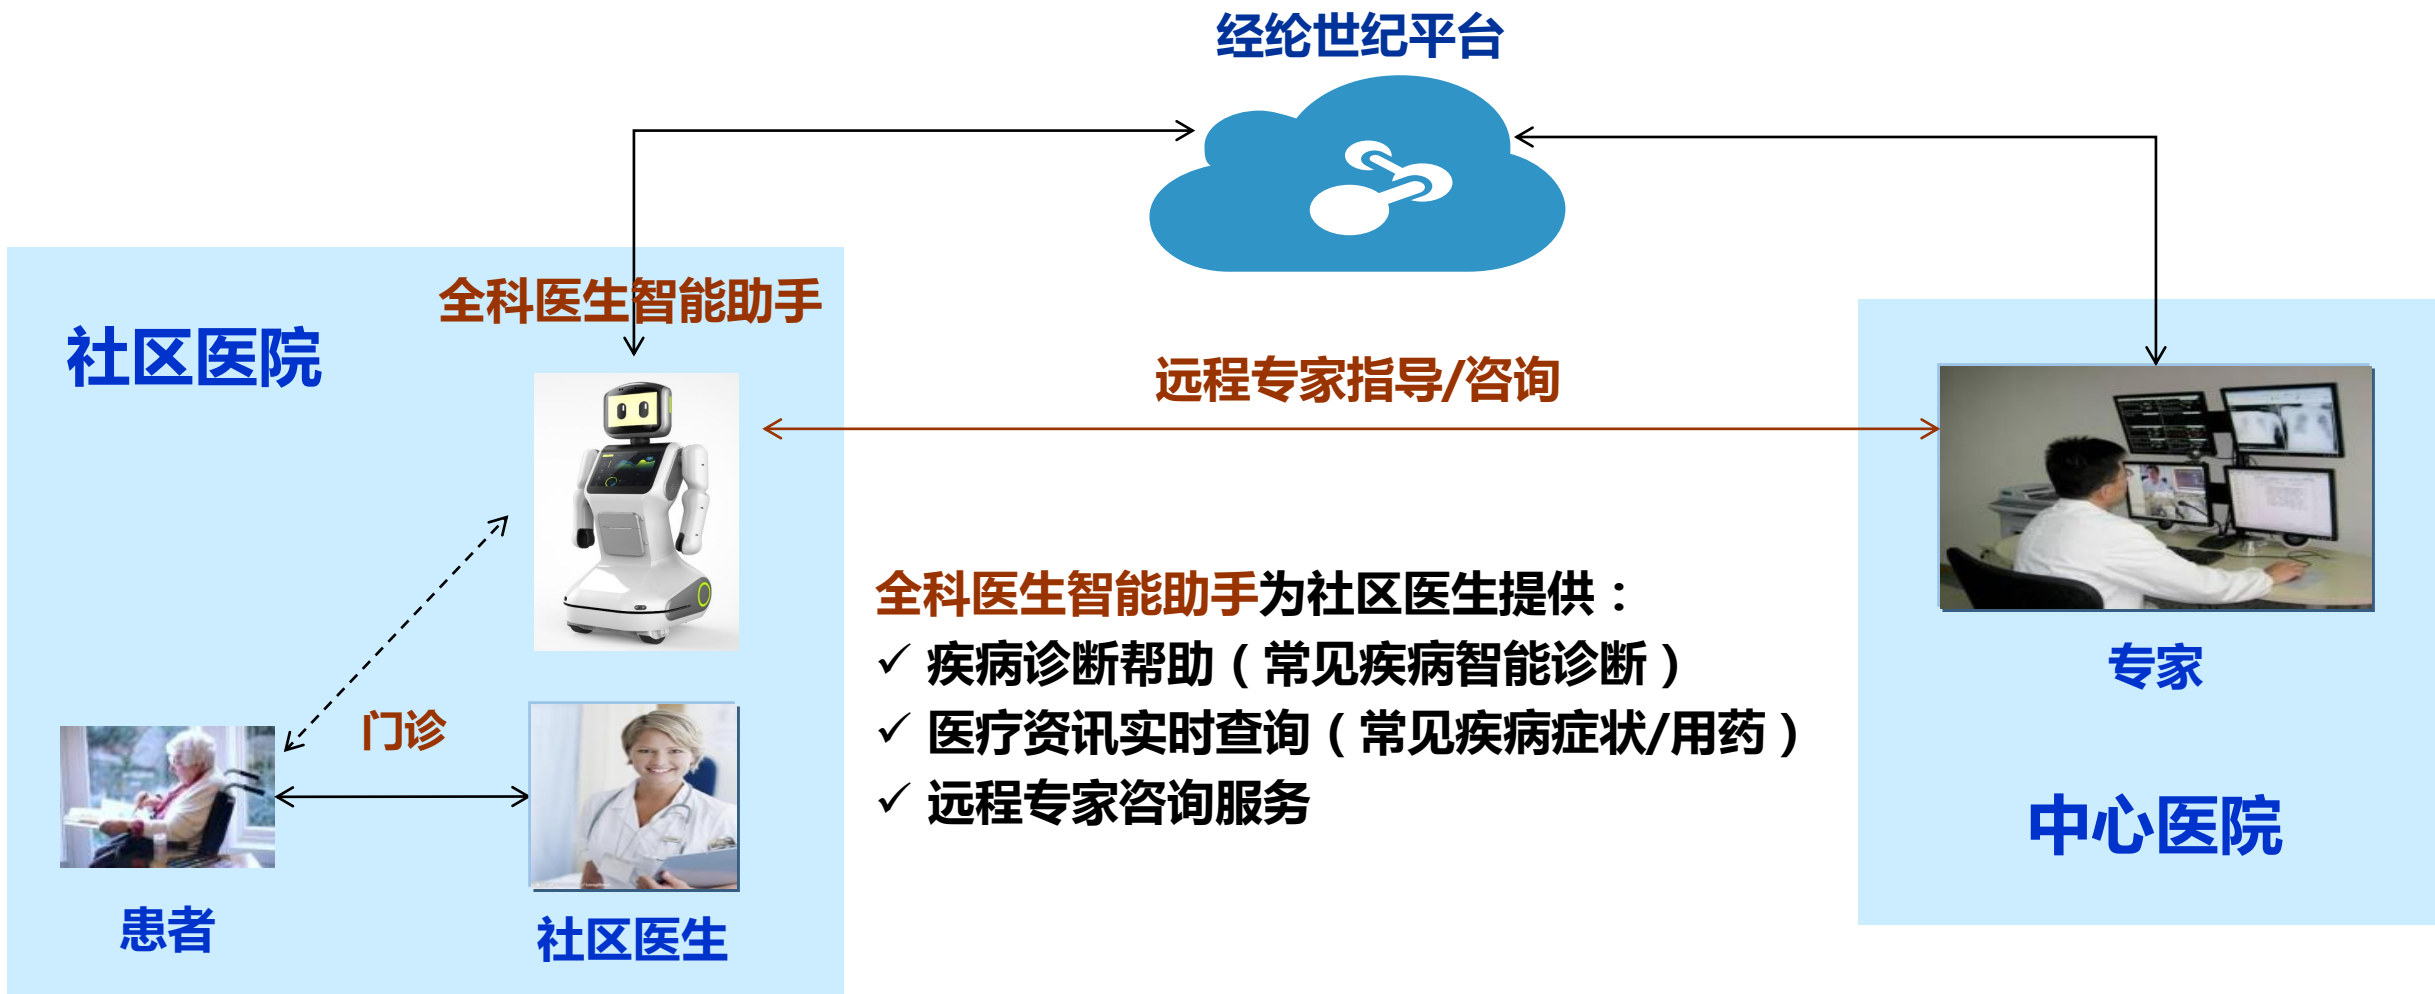 经纶世纪平台
全科医生智能助手
社区医院
远程专家指导/咨询
全科医生智能助手为社区医生提供：
✓ 疾病诊断帮助（常见疾病智能诊断）
✓ 医疗资讯实时查询（常见疾病症状/用药）
✓ 远程专家咨询服务
门诊
患者
社区医生
专家
中心医院